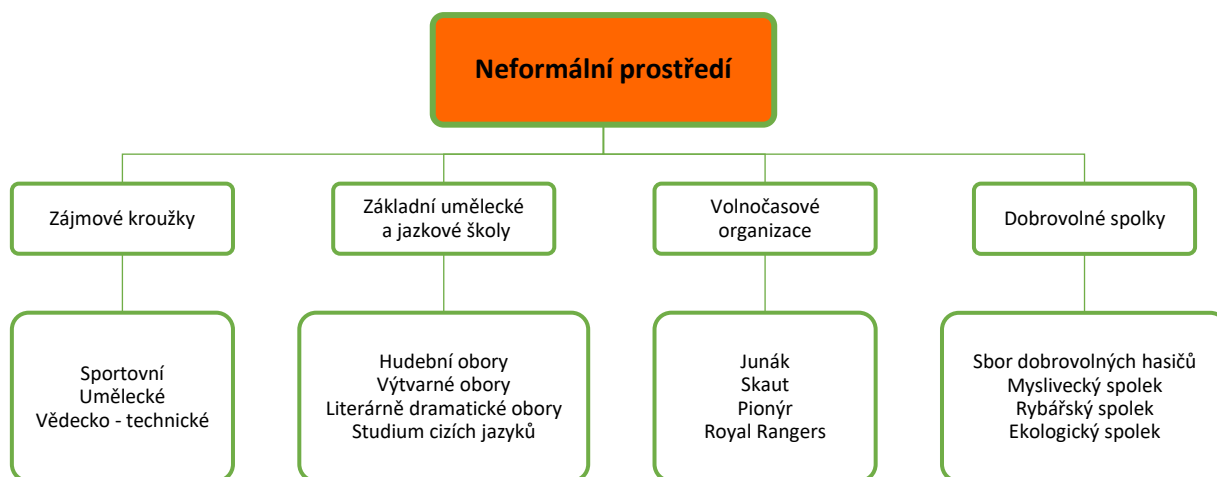 Neformální prostředí
Zájmové kroužky
Základní umělecké
a jazkové školy
Volnočasové
organizace
Dobrovolné spolky
Sportovní
Umělecké
Vědecko - technické
Hudební obory
Výtvarné obory
Literárně dramatické obory
Studium cizích jazyků
Junák
Skaut
Pionýr
Royal Rangers
Sbor dobrovolných hasičů
Myslivecký spolek
Rybářský spolek
Ekologický spolek